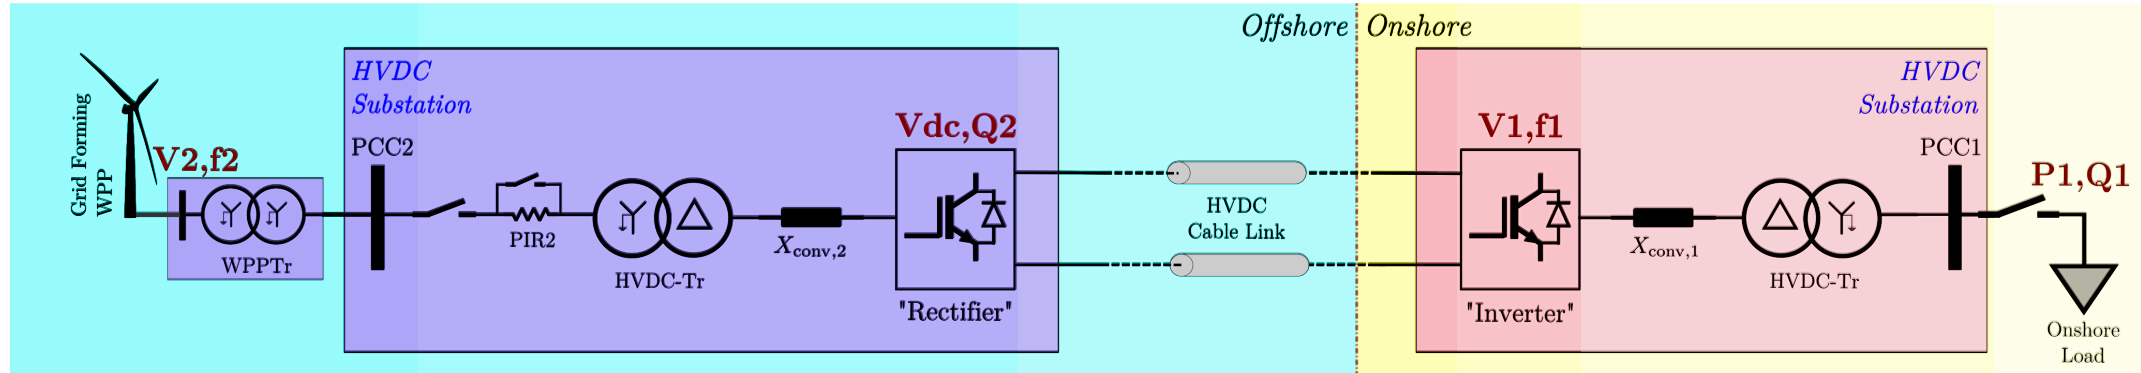 Offshore
Onshore
HVDC
Substation
HVDC
Substation
Grid Forming
WPP
V2,f2
PCC2
Vdc,Q2
V1,f1
PCC1
P1,Q1
WPPTr
PIR2
HVDC-Tr
Xconv,2
"Rectifier"
HVDC
Cable Link
"Inverter"
Xconv,1
HVDC-Tr
Onshore
Load